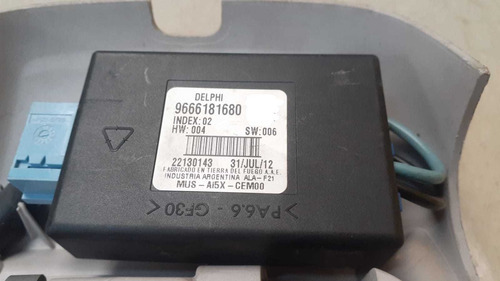 DELPHI
9666181680
INDEX:02
HW:004 SW:006
22130143 31/JUL/12
FABRICADO EN TIERRA DEL FUEGO A.A.E.
INDUSTRIA ARGENTINA ALA-F21
MUS-Ai5X-CEM00
>PA6.6-GF30<